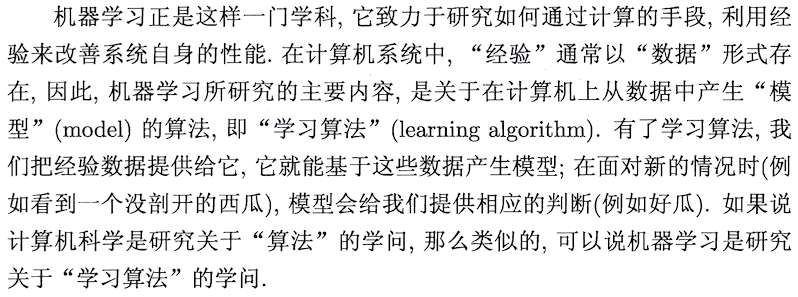 机器学习正是这样一门学科, 它致力于研究如何通过计算的手段, 利用经
验来改善系统自身的性能. 在计算机系统中, “经验”通常以“数据”形式存
在, 因此, 机器学习所研究的主要内容, 是关于在计算机上从数据中产生“模
型”(model) 的算法, 即“学习算法”(learning algorithm). 有了学习算法, 我
们把经验数据提供给它, 它就能基于这些数据产生模型; 在面对新的情况时(例
如看到一个没剖开的西瓜), 模型会给我们提供相应的判断(例如好瓜). 如果说
计算机科学是研究关于“算法”的学问, 那么类似的, 可以说机器学习是研究
关于“学习算法”的学问.